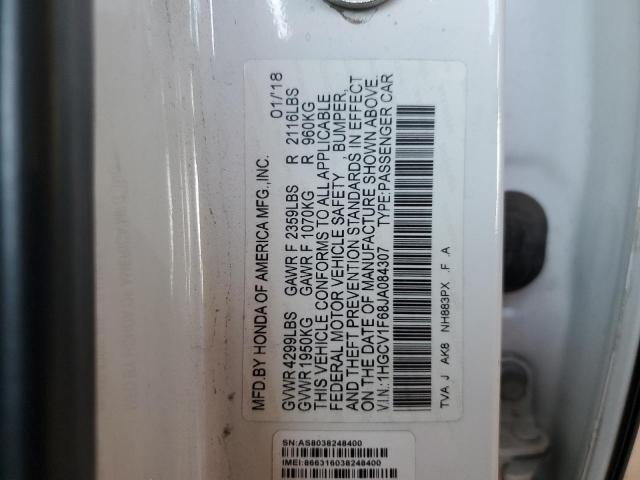 MFD.BY HONDA OF AMERICA MFG.,INC. 01/18
GVWR 4299LBS GAWR F 2359LBS R 2116LBS
GVWR 1950KG GAWR F 1070KG R 960KG
THIS VEHICLE CONFORMS TO ALL APPLICABLE
FEDERAL MOTOR VEHICLE SAFETY , BUMPER,
AND THEFT PREVENTION STANDARDS IN EFFECT
ON THE DATE OF MANUFACTURE SHOWN ABOVE.
V.I.N.:1HGCV1F68JA084307 TYPE:PASSENGER CAR
TVA J AK8 NH883PX .F .A
SN:AS8038248400
IMEI:866316038248400